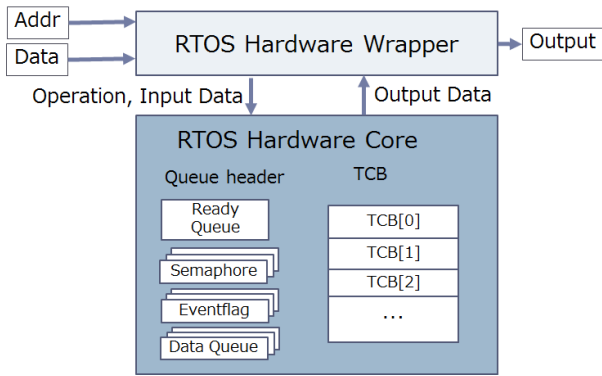 Addr
Data
RTOS Hardware Wrapper
Output
Operation, Input Data
Output Data
RTOS Hardware Core
Queue header
TCB
Ready
Queue
Semaphore
Eventflag
Data Queue
TCB[0]
TCB[1]
TCB[2]
...